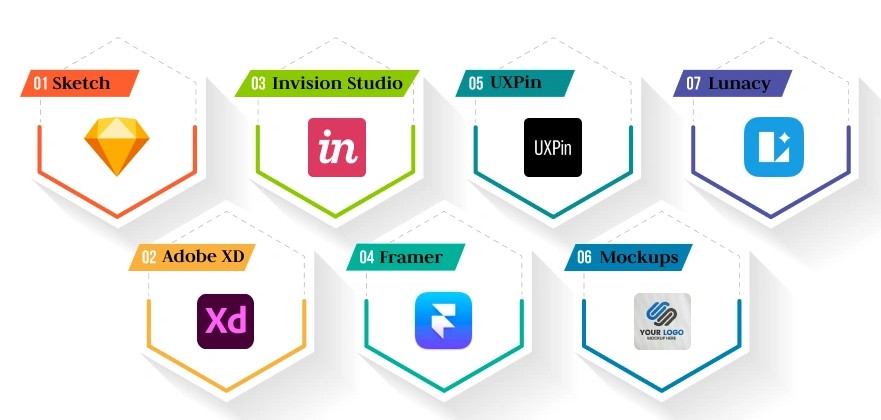 01 Sketch
03 Invision Studio
05 UXPin
07 Lunacy
in
UXPin
02 Adobe XD
04 Framer
06 Mockups
Xd
YOUR LOGO
MOCKUP HERE